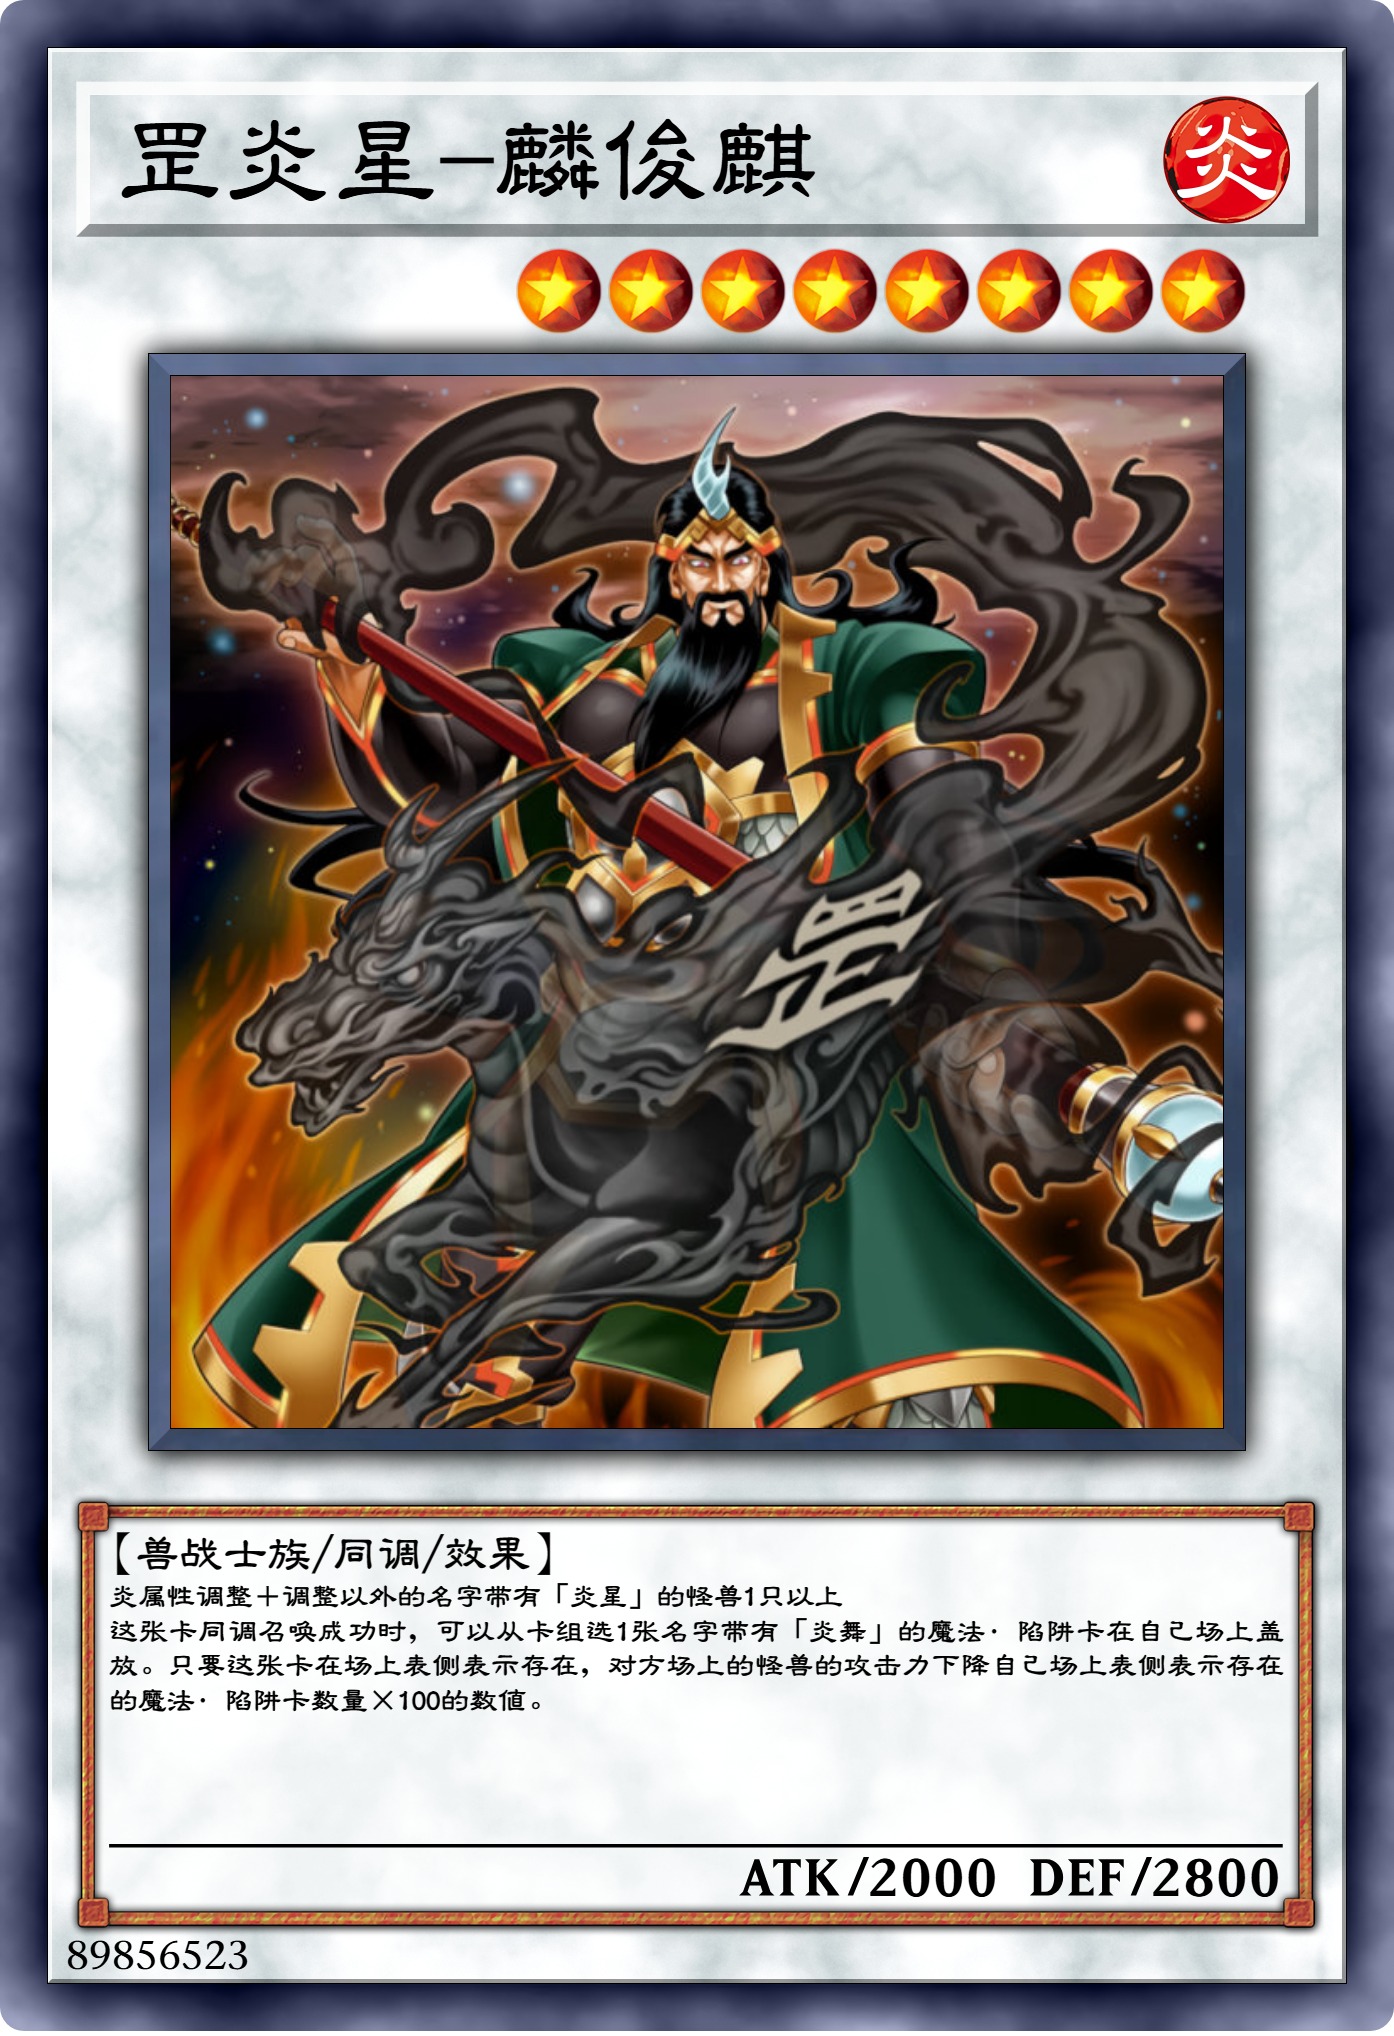 罡炎星-麟俊麒
炎
罡
【兽战士族/同调/效果】
炎属性调整＋调整以外的名字带有「炎星」的怪兽1只以上
这张卡同调召唤成功时，可以从卡组选1张名字带有「炎舞」的魔法·陷阱卡在自己场上盖
放。只要这张卡在场上表侧表示存在，对方场上的怪兽的攻击力下降自己场上表侧表示存在
的魔法·陷阱卡数量×100的数值。
ATK/2000 DEF/2800
89856523